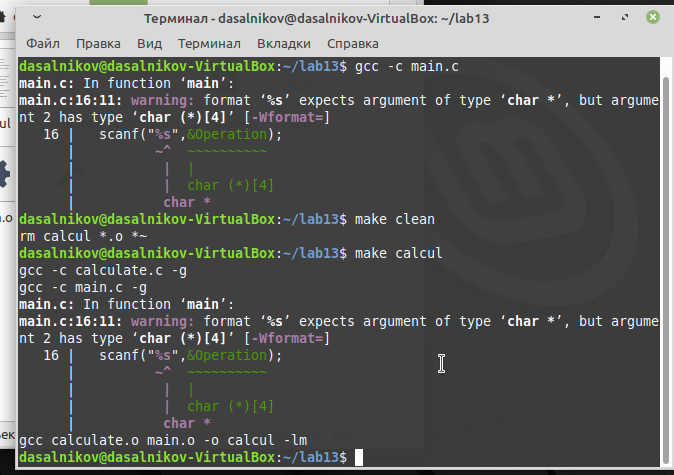 Терминал - dasalnikov@dasalnikov-VirtualBox: ~/lab13
Файл Правка Вид Терминал Вкладки Справка
dasalnikov@dasalnikov-VirtualBox:~/lab13$ gcc -c main.c
main.c: In function ‘main’:
main.c:16:11: warning: format ‘%s’ expects argument of type ‘char *’, but argume
nt 2 has type ‘char (*)[4]’ [-Wformat=]
   16 |   scanf("%s",&Operation);
      |          ~^  ~~~~~~~~~~
      |           |  |
      |           |  char (*)[4]
      |           char *
dasalnikov@dasalnikov-VirtualBox:~/lab13$ make clean
rm calcul *.o *~
dasalnikov@dasalnikov-VirtualBox:~/lab13$ make calcul
gcc -c calculate.c -g
gcc -c main.c -g
main.c: In function ‘main’:
main.c:16:11: warning: format ‘%s’ expects argument of type ‘char *’, but argume
nt 2 has type ‘char (*)[4]’ [-Wformat=]
   16 |   scanf("%s",&Operation);
      |          ~^  ~~~~~~~~~~
      |           |  |
      |           |  char (*)[4]
      |           char *
gcc calculate.o main.o -o calcul -lm
dasalnikov@dasalnikov-VirtualBox:~/lab13$